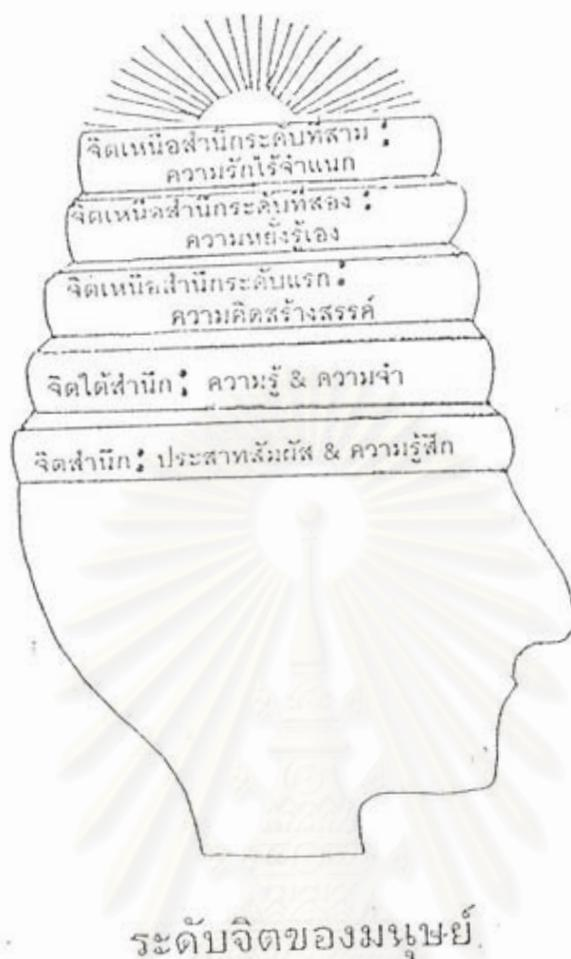 จิตเหนือสำนึกระดับที่สาม :
ความรักไร้จำแนก
จิตเหนือสำนึกระดับที่สอง :
ความหยั่งรู้เอง
จิตเหนือสำนึกระดับแรก :
ความคิดสร้างสรรค์
จิตใต้สำนึก : ความรู้ & ความจำ
จิตสำนึก : ประสาทสัมผัส & ความรู้สึก
ระดับจิตของมนุษย์